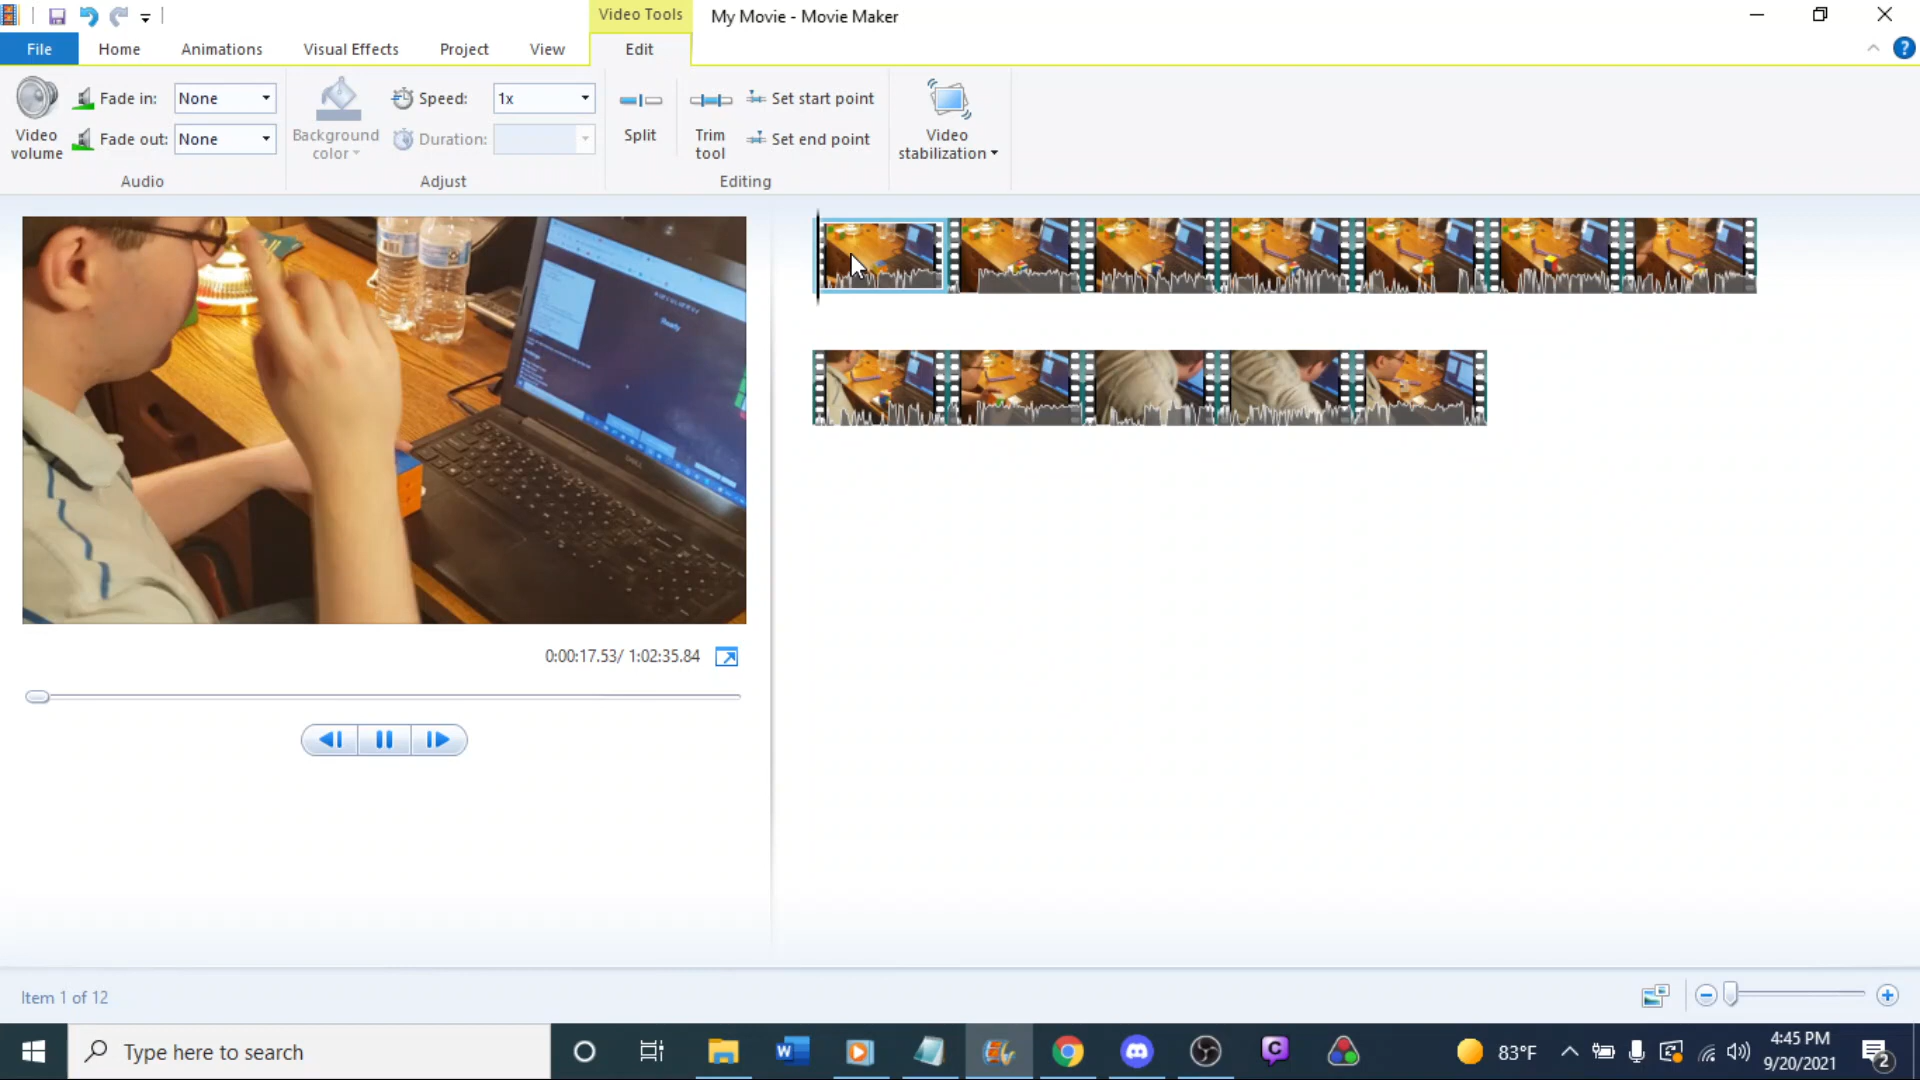 Video Tools
My Movie - Movie Maker
File
Home
Animations
Visual Effects
Project
View
Edit
Video
volume
Fade in:
None
Fade out:
None
Audio
Background
color
Speed:
1x
Duration:
Adjust
Split
Trim
tool
Set start point
Set end point
Editing
Video
stabilization
Ready
DELL
0:00:17.53/ 1:02:35.84
Item 1 of 12
Type here to search
83°F
4:45 PM
9/20/2021
2